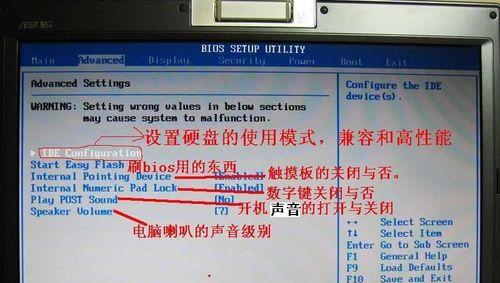 ASUS
BIOS SETUP UTILITY
Main Advanced Display Security Power Boot Exit
Advanced Settings
Configure the IDE
device(s).
WARNING: Setting wrong values in below sections
may cause system to malfunction.
设置硬盘的使用模式，兼容和高性能
▶ IDE Configuration
刷bios用的东西
Start Easy Flash
触摸板的关闭与否。
Internal Pointing Device [Enabled]
Internal Numeric Pad Lock [Enabled]
数字键关闭与否
Play POST Sound [No]
开机声音的打开与关闭
Speaker Volume [7]
电脑喇叭的声音级别
↔ Select Screen
↑↓ Select Item
Enter Go to Sub Screen
F1 General Help
F9 Load Defaults
F10 Save and Exit